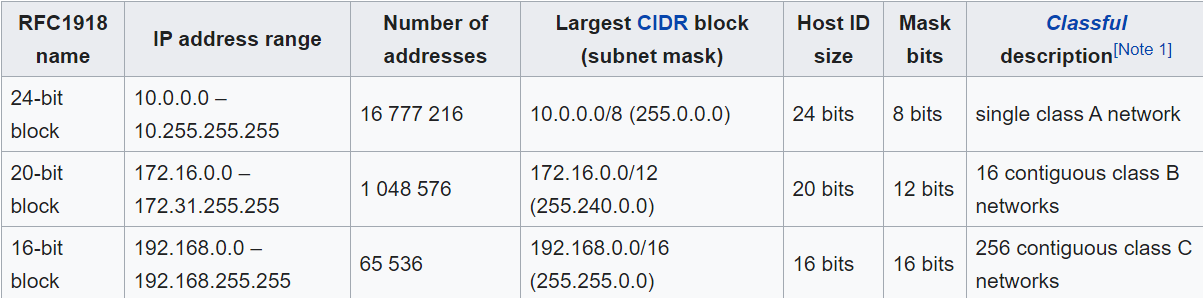 RFC1918 name IP address range Number of addresses Largest CIDR block (subnet mask) Host ID size Mask bits Classful description[Note 1]
24-bit block 10.0.0.0 – 10.255.255.255 16 777 216 10.0.0.0/8 (255.0.0.0) 24 bits 8 bits single class A network
20-bit block 172.16.0.0 – 172.31.255.255 1 048 576 172.16.0.0/12 (255.240.0.0) 20 bits 12 bits 16 contiguous class B networks
16-bit block 192.168.0.0 – 192.168.255.255 65 536 192.168.0.0/16 (255.255.0.0) 16 bits 16 bits 256 contiguous class C networks